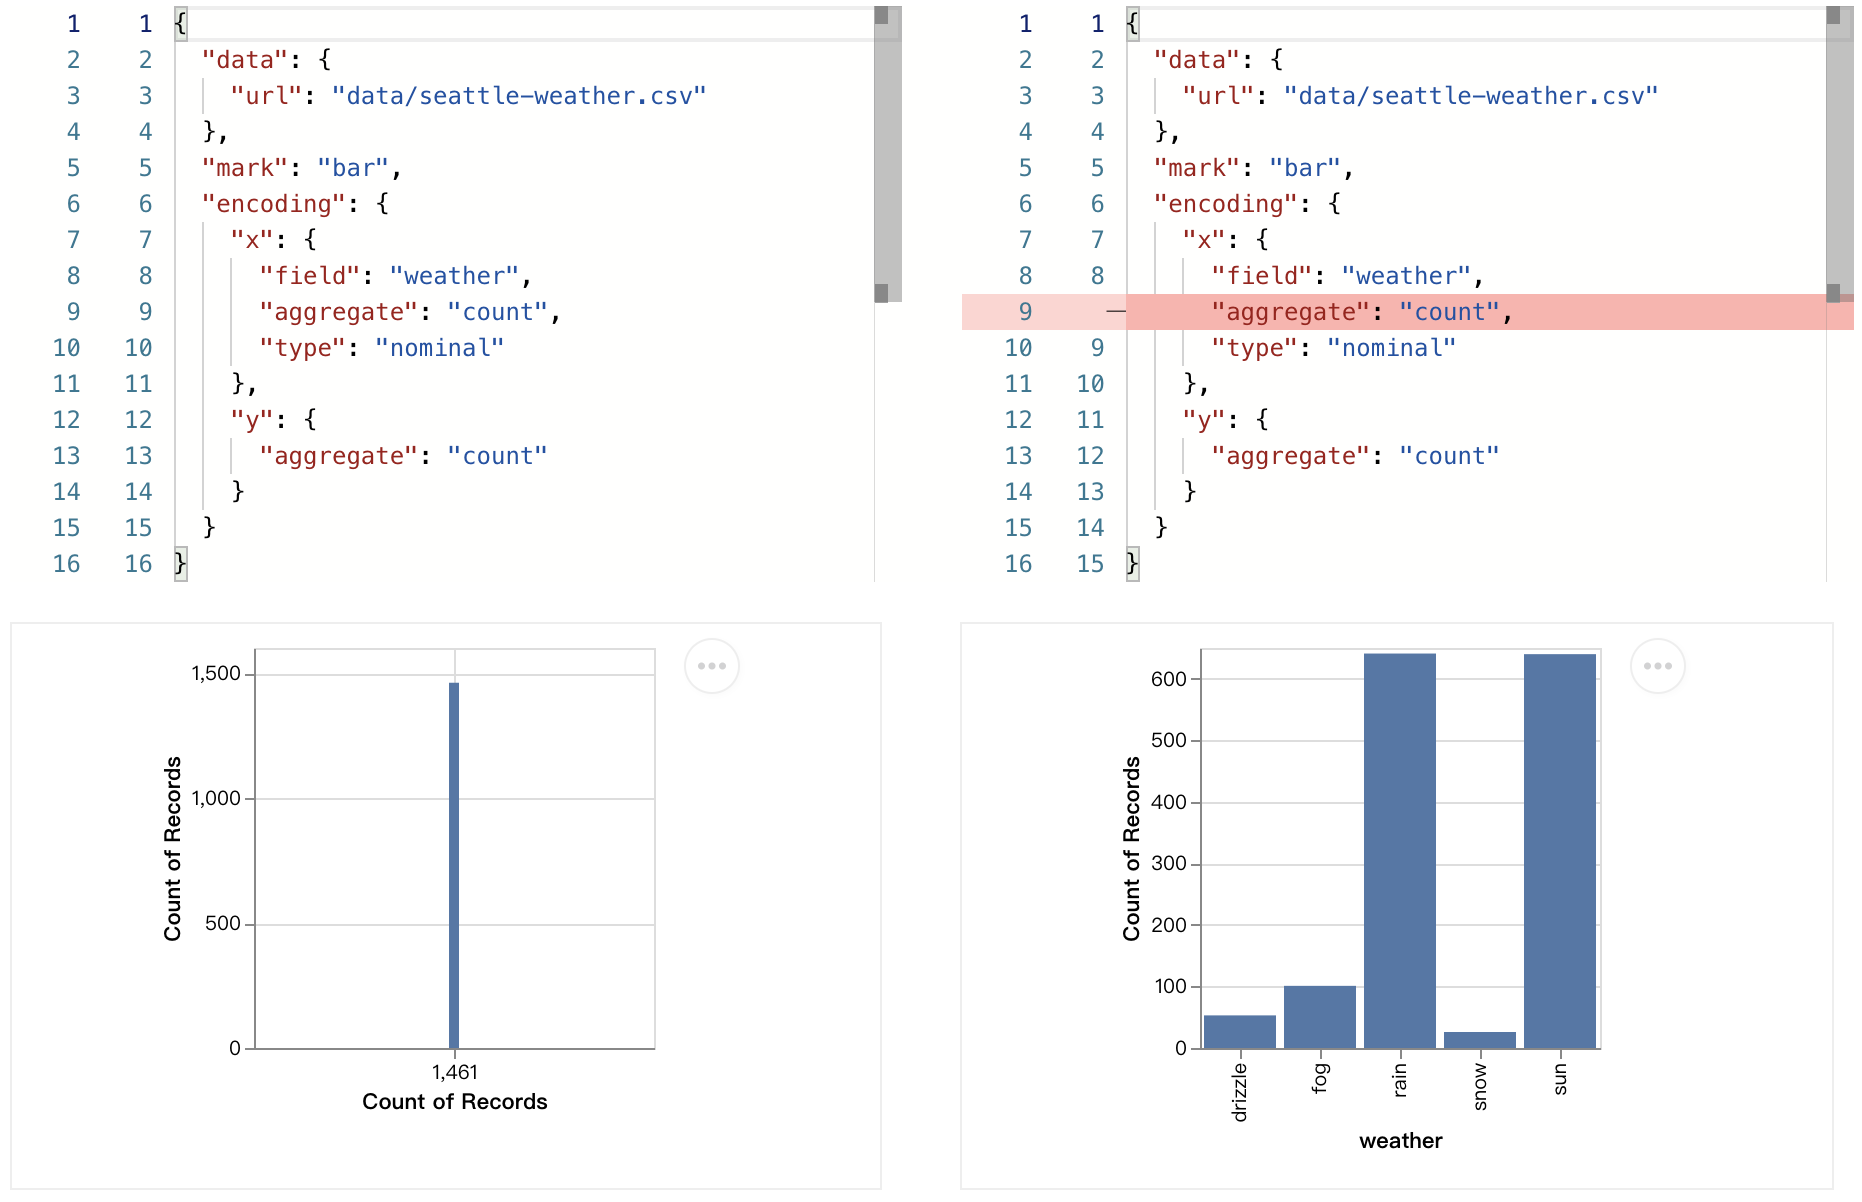 1 1 {
2 2 "data": {
3 3 "url": "data/seattle-weather.csv"
4 4 },
5 5 "mark": "bar",
6 6 "encoding": {
7 7 "x": {
8 8 "field": "weather",
9 9 "aggregate": "count",
10 10 "type": "nominal"
11 11 },
12 12 "y": {
13 13 "aggregate": "count"
14 14 }
15 15 }
16 16 }
1 1 {
2 2 "data": {
3 3 "url": "data/seattle-weather.csv"
4 4 },
5 5 "mark": "bar",
6 6 "encoding": {
7 7 "x": {
8 8 "field": "weather",
9 — "aggregate": "count",
10 9 "type": "nominal"
11 10 },
12 11 "y": {
13 12 "aggregate": "count"
14 13 }
15 14 }
16 15 }
Count of Records
1,500
1,000
500
0
1,461
Count of Records
Count of Records
600
500
400
300
200
100
0
drizzle
fog
rain
snow
sun
weather